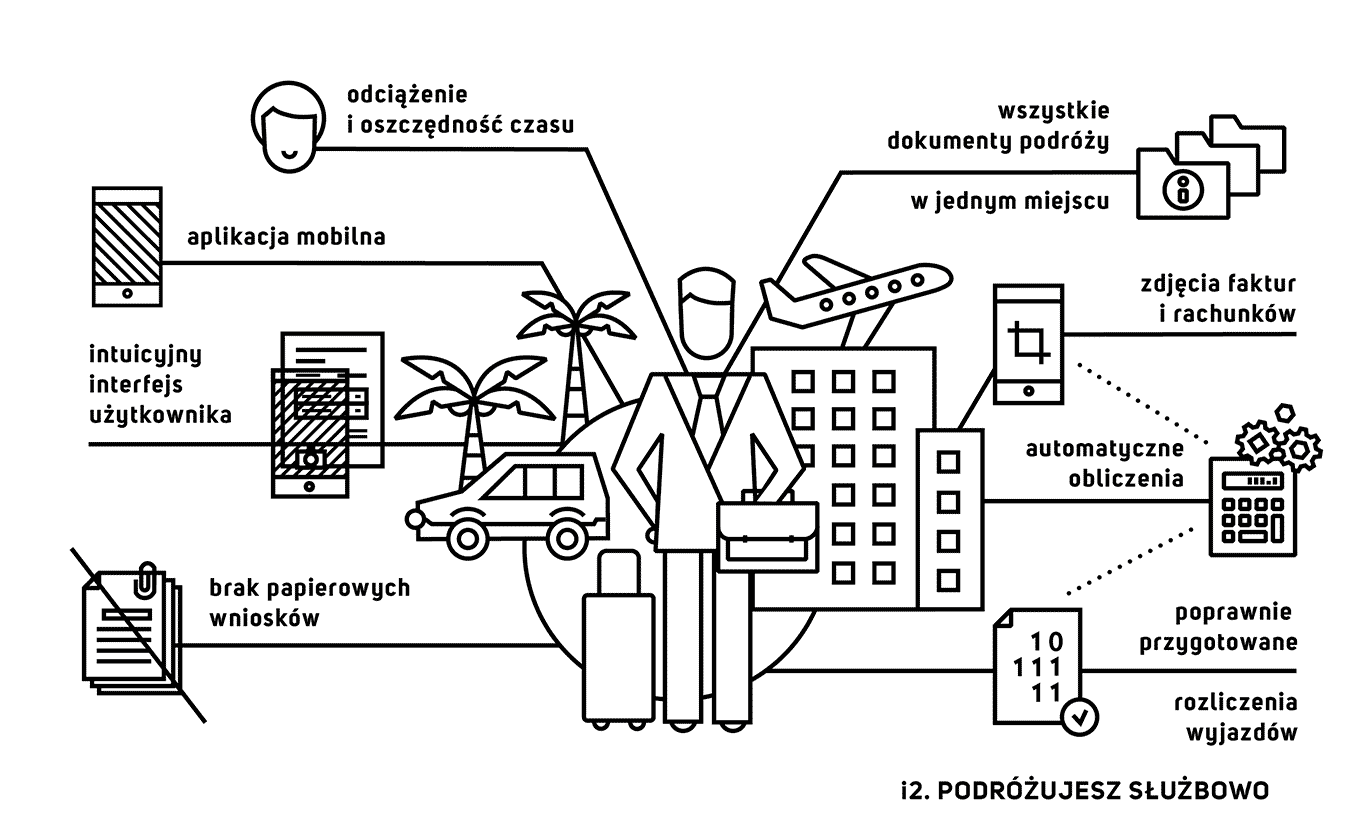 odciążenie
i oszczędność czasu
aplikacja mobilna
intuicyjny
interfejs
użytkownika
brak papierowych
wniosków
wszystkie
dokumenty podróży
w jednym miejscu
zdjęcia faktur
i rachunków
automatyczne
obliczenia
10
111
11
poprawnie
przygotowane
rozliczenia
wyjazdów
i2. PODRÓŻUJESZ SŁUŻBOWO